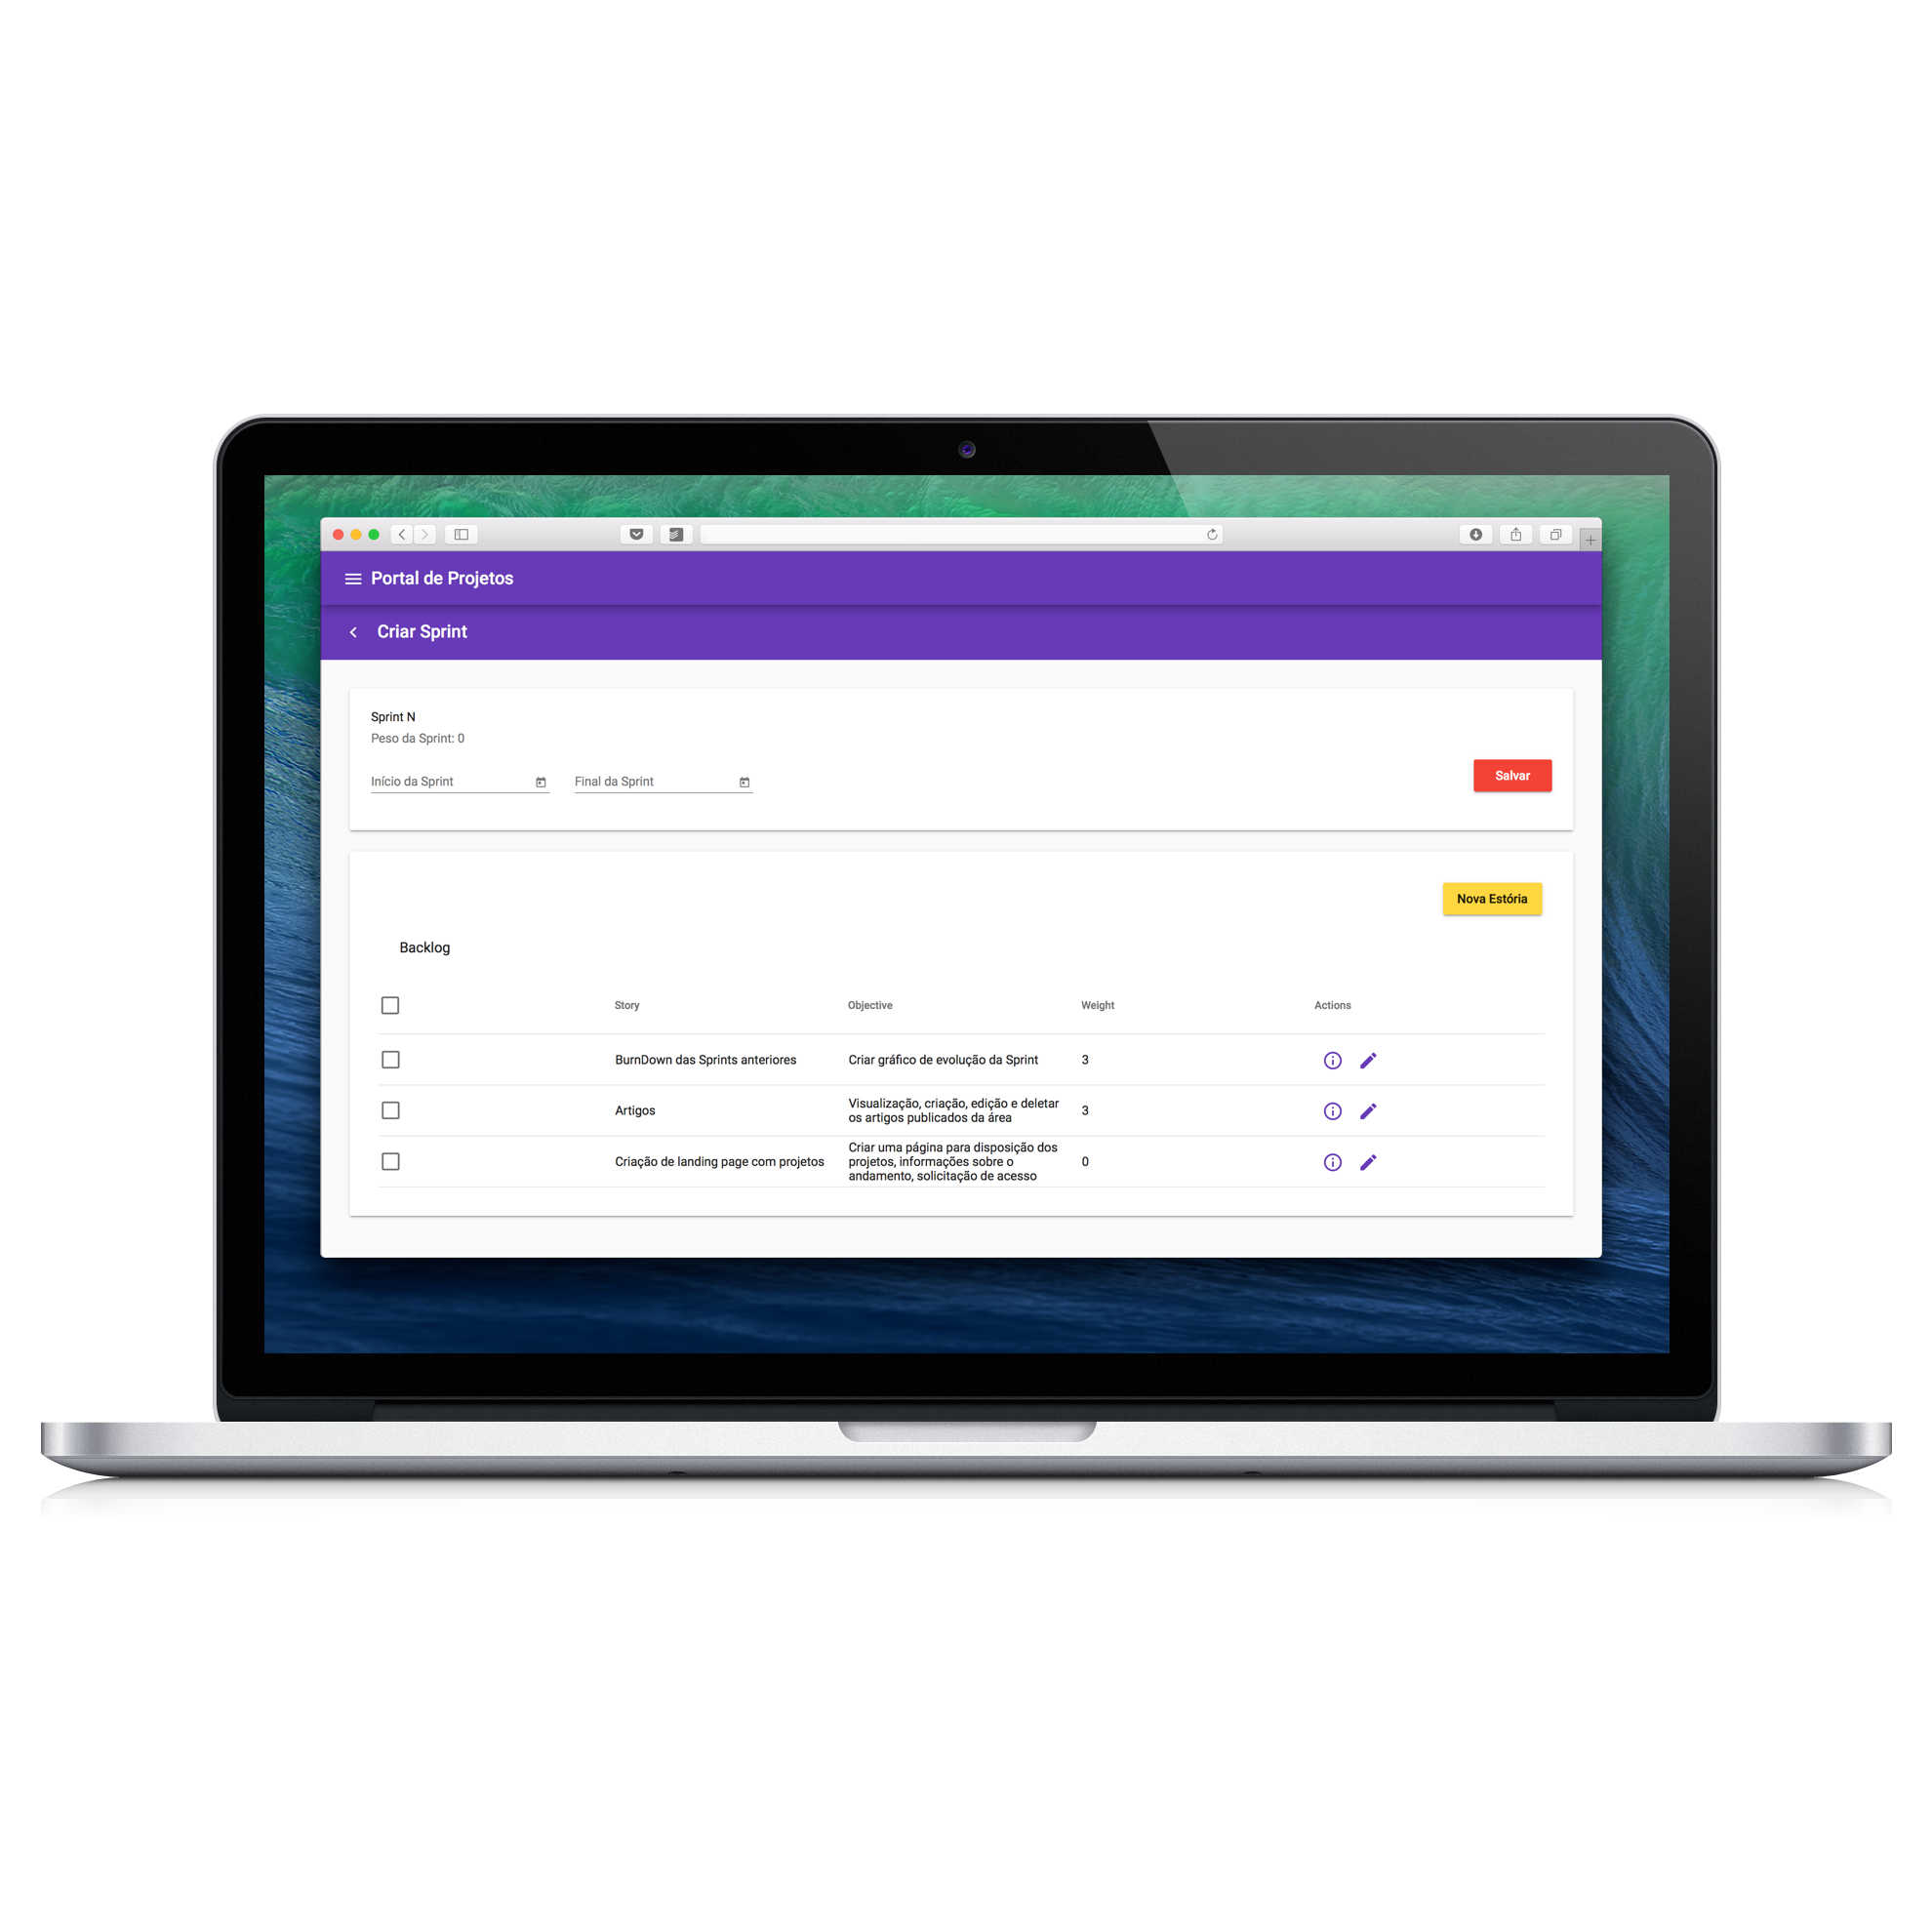 Portal de Projetos
Criar Sprint
Sprint N
Peso da Sprint: 0
Início da Sprint Final da Sprint
Salvar
Nova Estória
Backlog
Story Objective Weight Actions
BurnDown das Sprints anteriores Criar gráfico de evolução da Sprint 3
Artigos Visualização, criação, edição e deletar 3
os artigos publicados da área
Criação de landing page com projetos Criar uma página para disposição dos 0
projetos, informações sobre o
andamento, solicitação de acesso